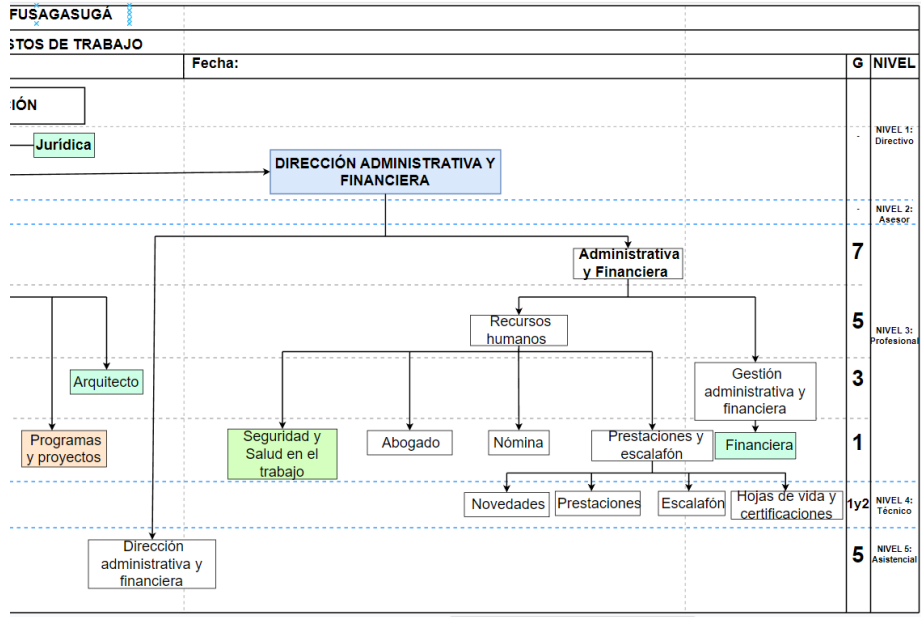 FUSAGASUGÁ
STOS DE TRABAJO
Fecha:
G
NIVEL
IÓN
Jurídica
-
NIVEL 1:
Directivo
DIRECCIÓN ADMINISTRATIVA Y
FINANCIERA
-
NIVEL 2:
Asesor
Administrativa
y Financiera
7
Recursos
humanos
5
NIVEL 3:
Profesional
Arquitecto
Gestión
administrativa y
financiera
3
Programas
y proyectos
Seguridad y
Salud en el
trabajo
Abogado
Nómina
Prestaciones y
escalafón
Financiera
1
Novedades
Prestaciones
Escalafón
Hojas de vida y
certificaciones
1y2
NIVEL 4:
Técnico
Dirección
administrativa y
financiera
5
NIVEL 5:
Asistencial